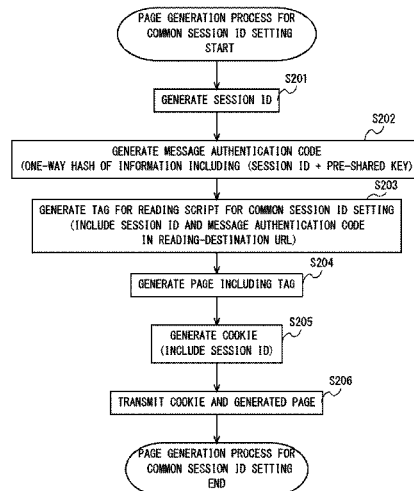 PAGE GENERATION PROCESS FOR
COMMON SESSION ID SETTING
START
S201
GENERATE SESSION ID
S202
GENERATE MESSAGE AUTHENTICATION CODE
(ONE-WAY HASH OF INFORMATION INCLUDING (SESSION ID + PRE-SHARED KEY)
S203
GENERATE TAG FOR READING SCRIPT FOR COMMON SESSION ID SETTING
(INCLUDE SESSION ID AND MESSAGE AUTHENTICATION CODE
IN READING-DESTINATION URL)
S204
GENERATE PAGE INCLUDING TAG
S205
GENERATE COOKIE
(INCLUDE SESSION ID)
S206
TRANSMIT COOKIE AND GENERATED PAGE
PAGE GENERATION PROCESS FOR
COMMON SESSION ID SETTING
END